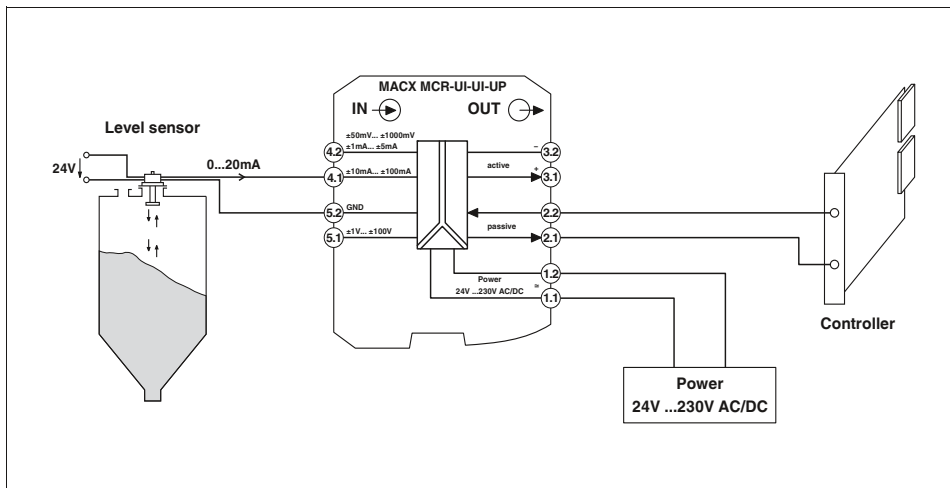 MACX MCR-UI-UI-UP
IN
OUT
Level sensor
24V
0...20mA
±50mV... ±1000mV
4.2
±1mA... ±5mA
4.1
±10mA... ±100mA
5.2
GND
5.1
±1V... ±100V
active
–
3.2
+
3.1
2.2
passive
2.1
1.2
Power
24V ...230V AC/DC
≅
1.1
Controller
Power
24V ...230V AC/DC